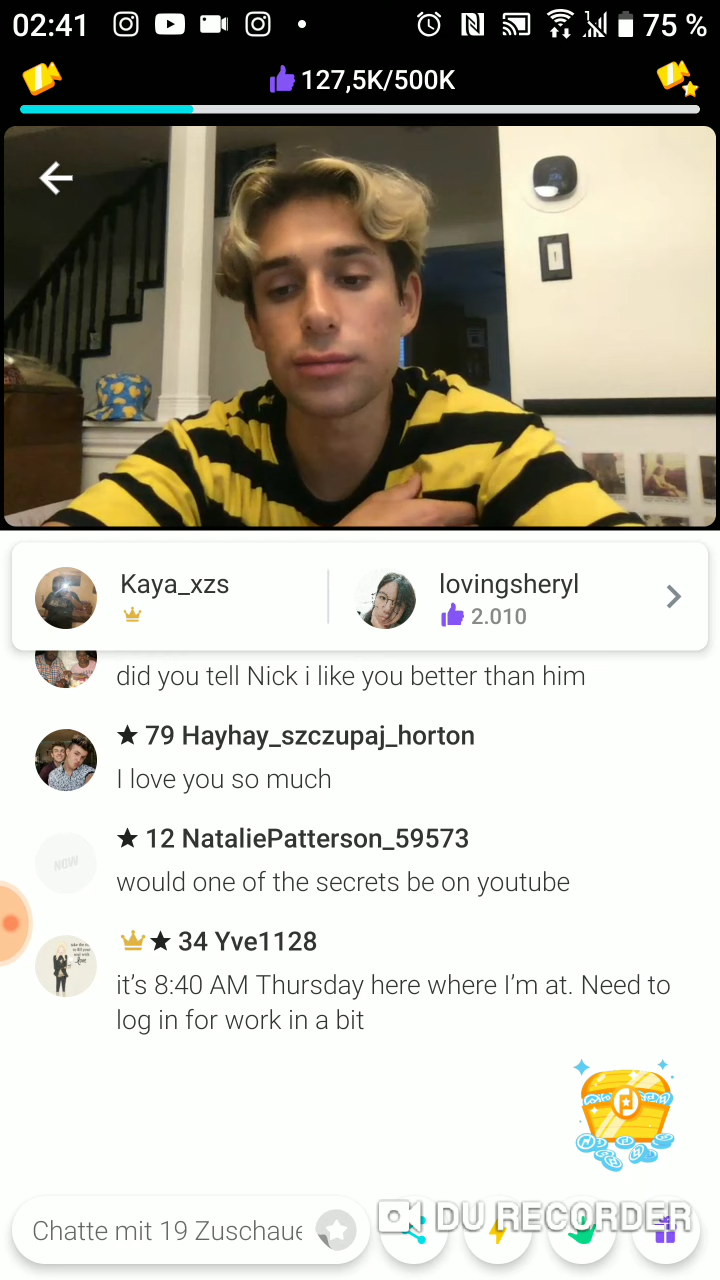 02:41
75 %
127,5K/500K
Kaya_xzs
lovingsheryl
2.010
did you tell Nick i like you better than him
★ 79 Hayhay_szczupaj_horton
I love you so much
NOW
★ 12 NataliePatterson_59573
would one of the secrets be on youtube
★ 34 Yve1128
it's 8:40 AM Thursday here where I'm at. Need to
log in for work in a bit
Chatte mit 19 Zuschaue
DU RECORDER